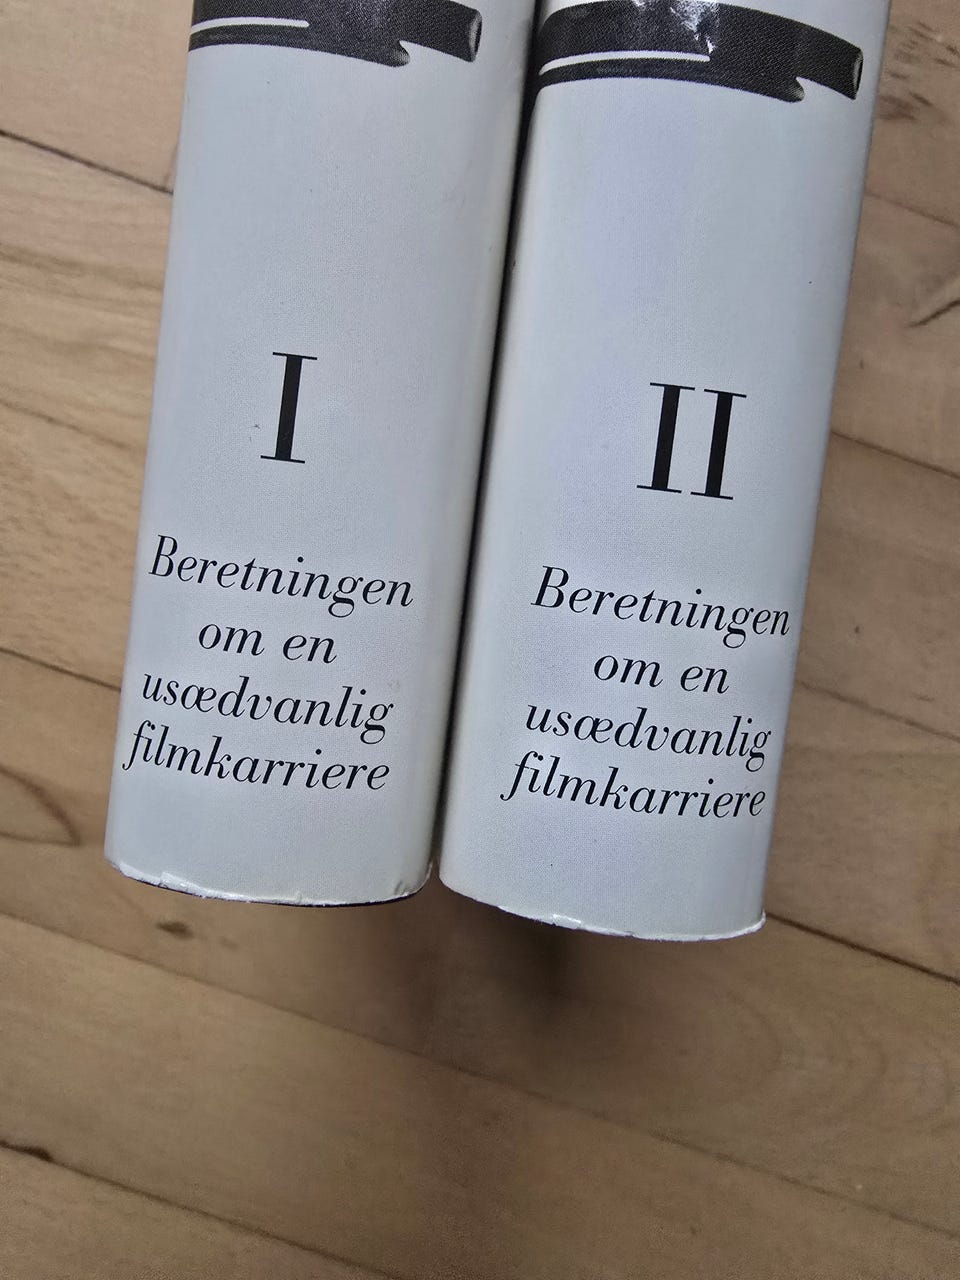 I
Beretningen
om en
usædvanlig
filmkarriere
II
Beretningen
om en
usædvanlig
filmkarriere